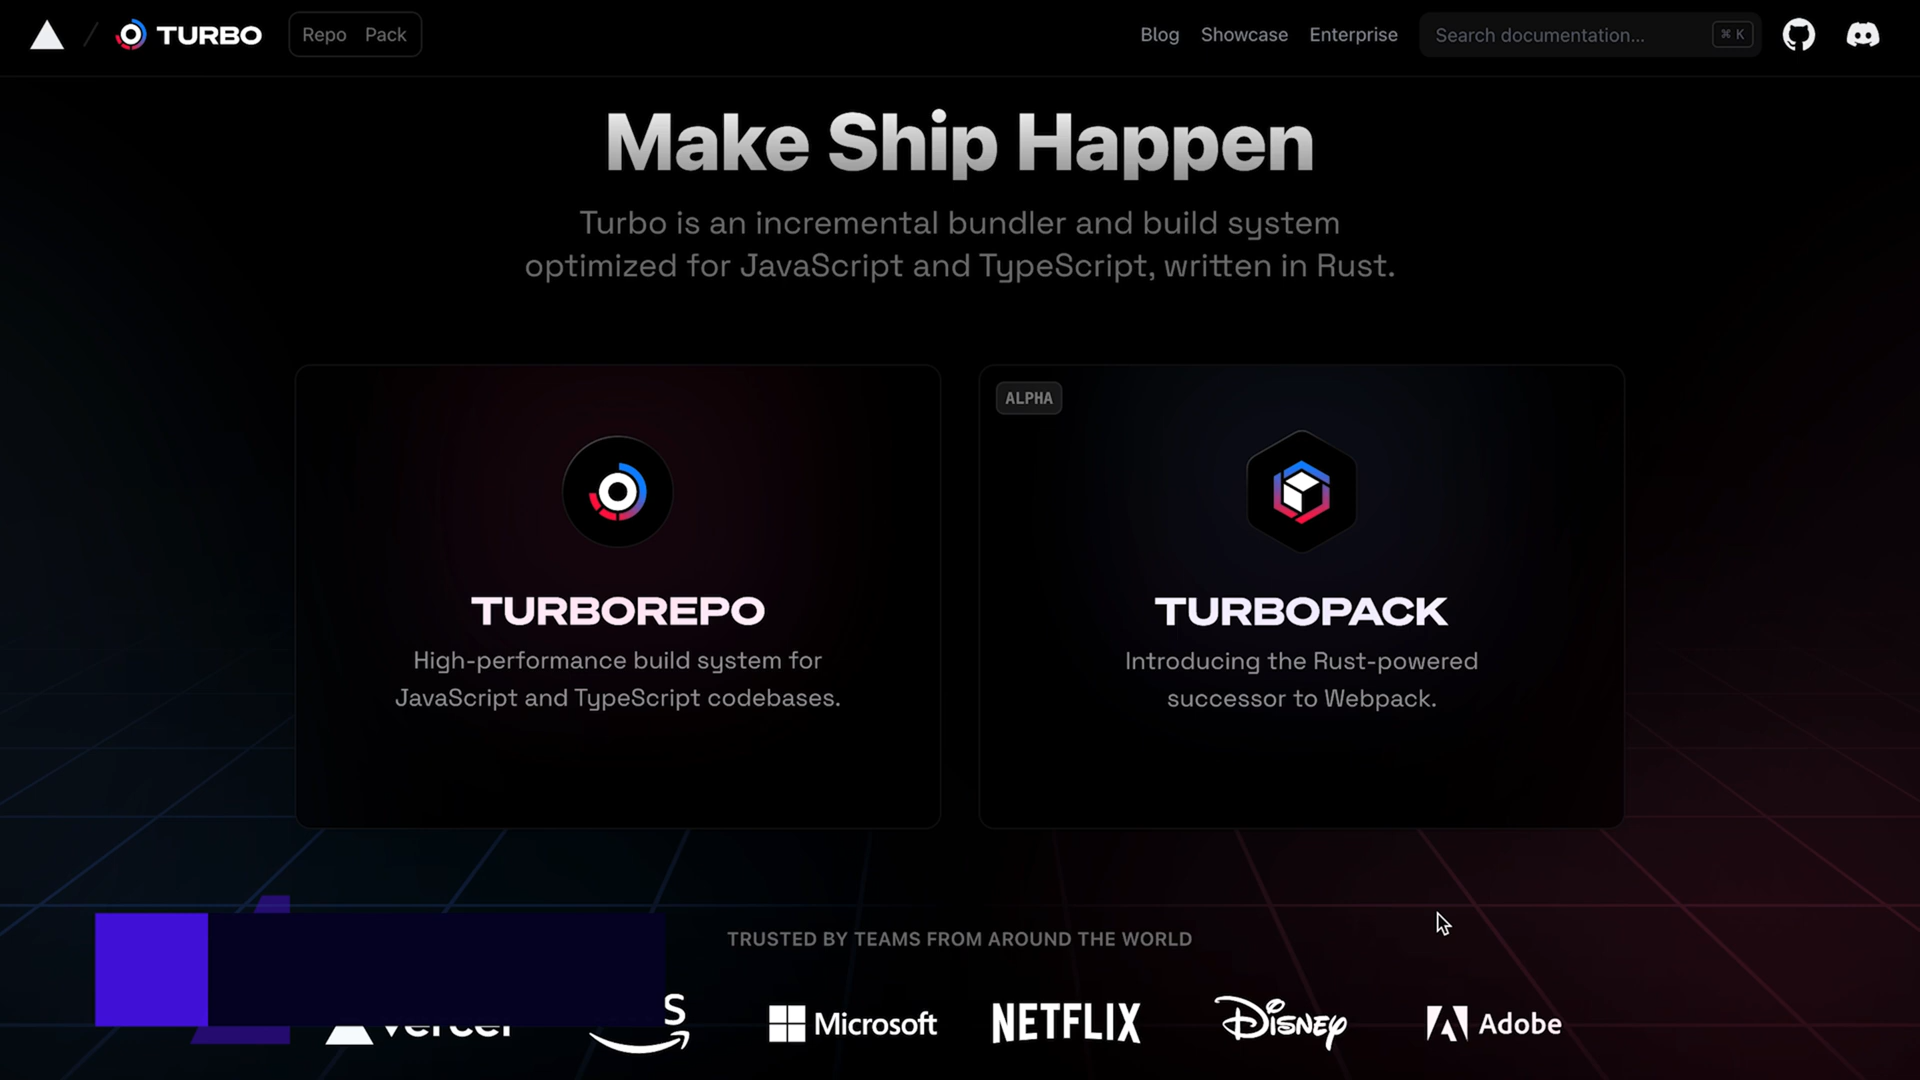 TURBO
Repo Pack
Blog Showcase Enterprise
Search documentation... ⌘ K
Make Ship Happen
Turbo is an incremental bundler and build system
optimized for JavaScript and TypeScript, written in Rust.
ALPHA
TURBOREPO
High-performance build system for
JavaScript and TypeScript codebases.
TURBOPACK
Introducing the Rust-powered
successor to Webpack.
TRUSTED BY TEAMS FROM AROUND THE WORLD
Microsoft NETFLIX Disney Adobe